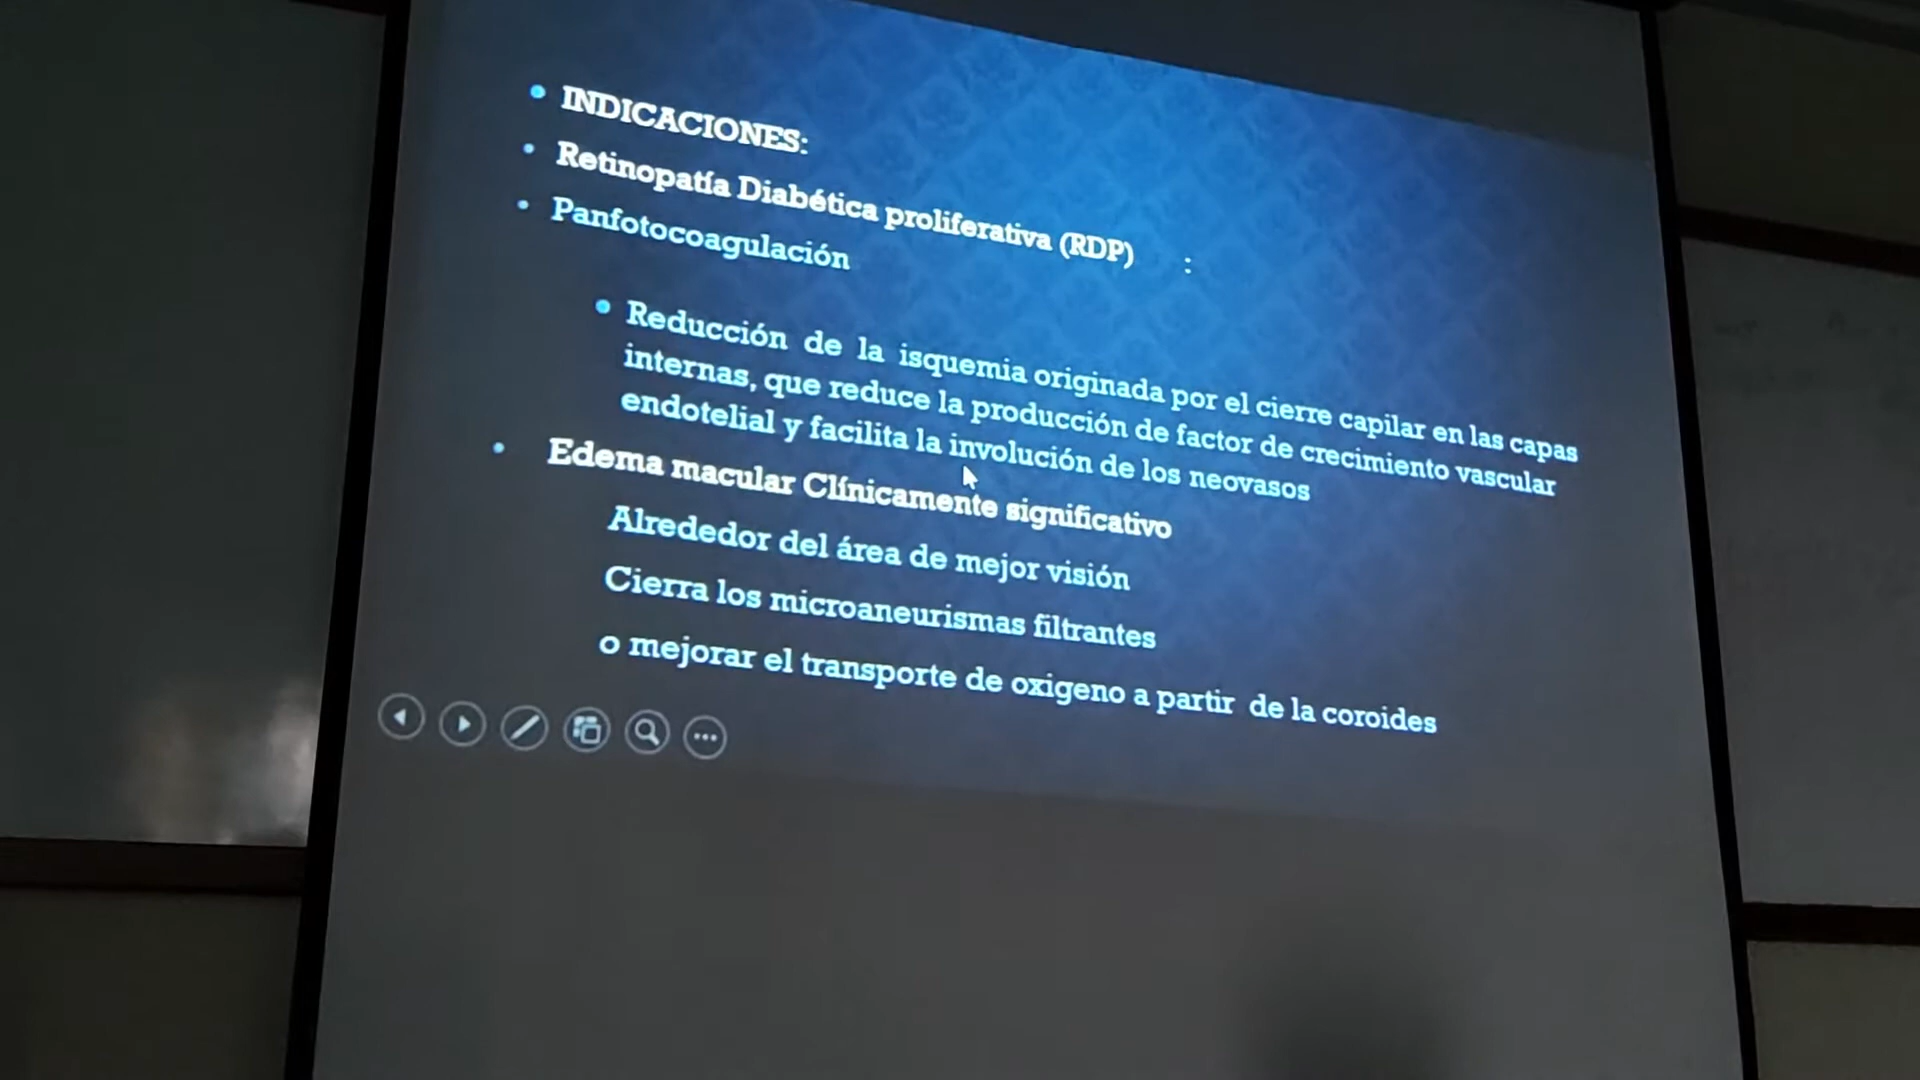 INDICACIONES:
Retinopatía Diabética proliferativa (RDP) :
Panfotocoagulación
Reducción de la isquemia originada por el cierre capilar en las capas
internas, que reduce la producción de factor de crecimiento vascular
endotelial y facilita la involución de los neovasos
Edema macular Clínicamente significativo
Alrededor del área de mejor visión
Cierra los microaneurismas filtrantes
o mejorar el transporte de oxigeno a partir de la coroides